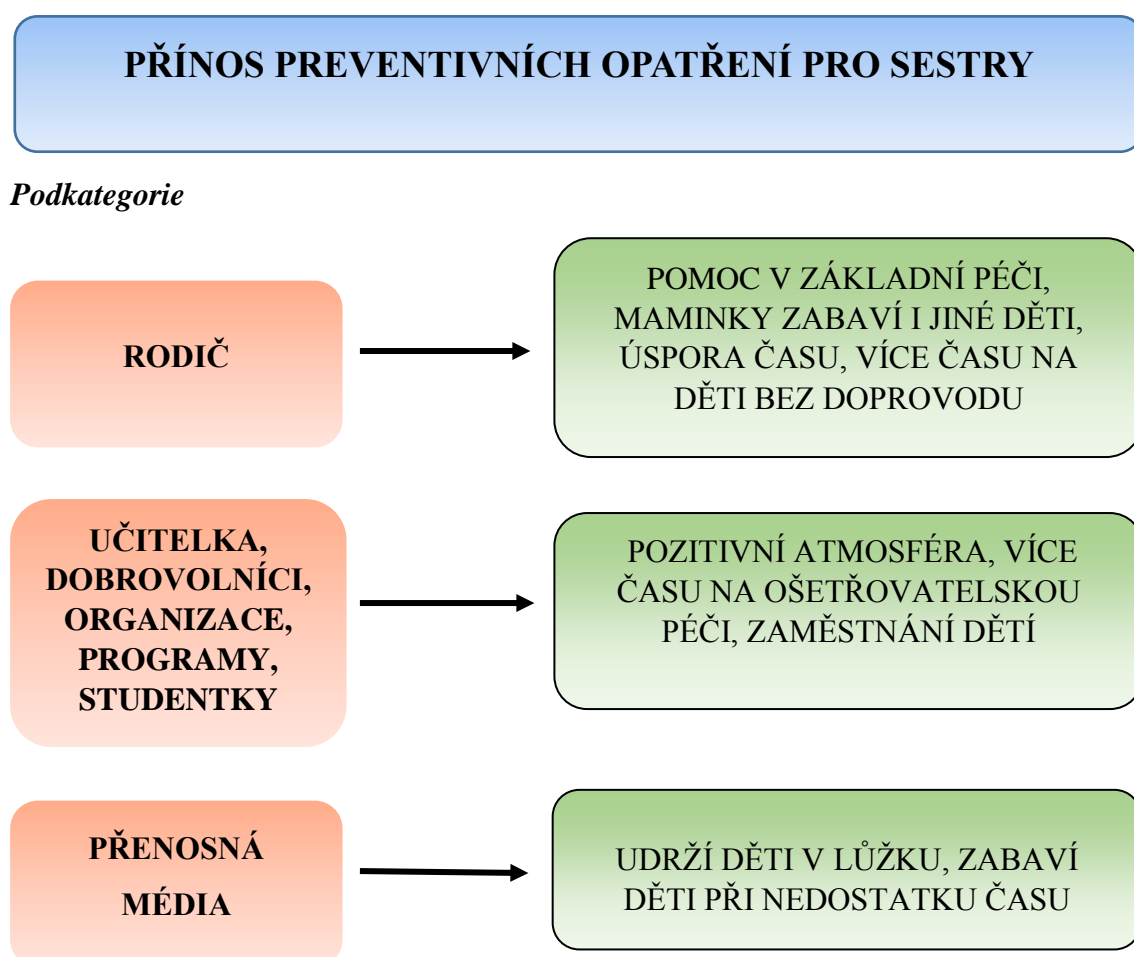 PŘÍNOS PREVENTIVNÍCH OPATŘENÍ PRO SESTRY
Podkategorie
RODIČ
POMOC V ZÁKLADNÍ PÉČI,
MAMINKY ZABAVÍ I JINÉ DĚTI,
ÚSPORA ČASU, VÍCE ČASU NA
DĚTI BEZ DOPROVODU
UČITELKA,
DOBROVOLNÍCI,
ORGANIZACE,
PROGRAMY,
STUDENTKY
POZITIVNÍ ATMOSFÉRA, VÍCE
ČASU NA OŠETŘOVATELSKOU
PÉČI, ZAMĚSTNÁNÍ DĚTÍ
PŘENOSNÁ
MÉDIA
UDRŽÍ DĚTI V LŮŽKU, ZABAVÍ
DĚTI PŘI NEDOSTATKU ČASU